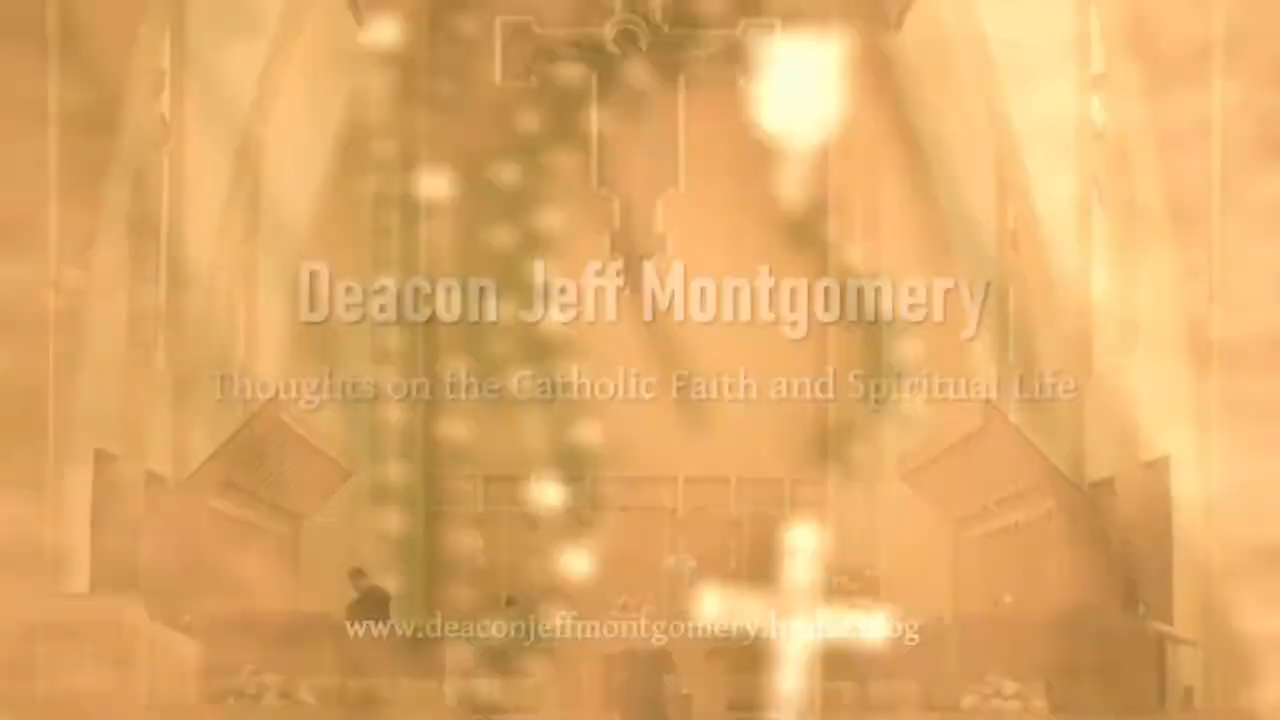 Deacon Jeff Montgomery
Thoughts on the Catholic Faith and Spiritual Life